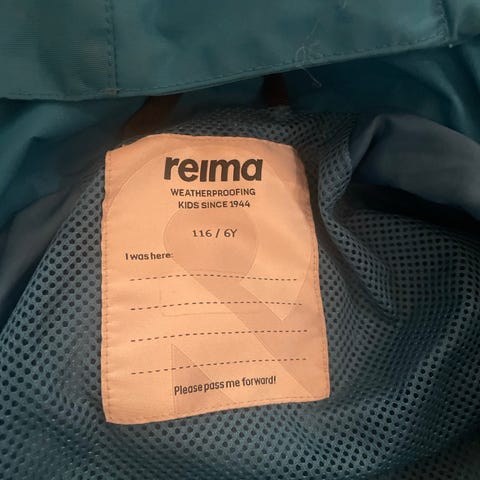 reima
WEATHERPROOFING
KIDS SINCE 1944
116 / 6Y
I was here:
Please pass me forward!